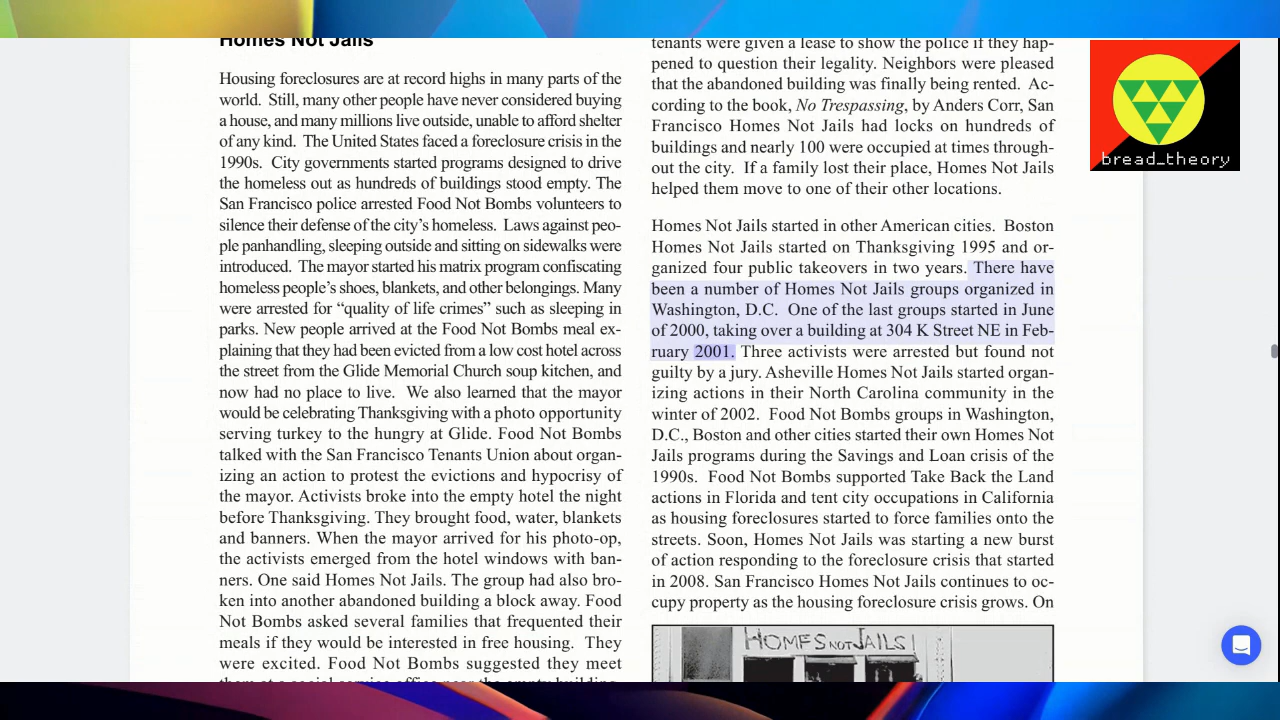 Homes Not Jails
Housing foreclosures are at record highs in many parts of the
world.  Still, many other people have never considered buying
a house, and many millions live outside, unable to afford shelter
of any kind.  The United States faced a foreclosure crisis in the
1990s.  City governments started programs designed to drive
the homeless out as hundreds of buildings stood empty. The
San Francisco police arrested Food Not Bombs volunteers to
silence their defense of the city's homeless.  Laws against peo-
ple panhandling, sleeping outside and sitting on sidewalks were
introduced.  The mayor started his matrix program confiscating
homeless people's shoes, blankets, and other belongings. Many
were arrested for “quality of life crimes” such as sleeping in
parks. New people arrived at the Food Not Bombs meal ex-
plaining that they had been evicted from a low cost hotel across
the street from the Glide Memorial Church soup kitchen, and
now had no place to live.  We also learned that the mayor
would be celebrating Thanksgiving with a photo opportunity
serving turkey to the hungry at Glide. Food Not Bombs
talked with the San Francisco Tenants Union about organ-
izing an action to protest the evictions and hypocrisy of
the mayor. Activists broke into the empty hotel the night
before Thanksgiving. They brought food, water, blankets
and banners. When the mayor arrived for his photo-op,
the activists emerged from the hotel windows with ban-
ners. One said Homes Not Jails. The group had also bro-
ken into another abandoned building a block away. Food
Not Bombs asked several families that frequented their
meals if they would be interested in free housing.  They
were excited. Food Not Bombs suggested they meet
them at a social service office near the empty building.
tenants were given a lease to show the police if they hap-
pened to question their legality. Neighbors were pleased
that the abandoned building was finally being rented.  Ac-
cording to the book, No Trespassing, by Anders Corr, San
Francisco Homes Not Jails had locks on hundreds of
buildings and nearly 100 were occupied at times through-
out the city.  If a family lost their place, Homes Not Jails
helped them move to one of their other locations.
Homes Not Jails started in other American cities.  Boston
Homes Not Jails started on Thanksgiving 1995 and or-
ganized four public takeovers in two years. There have
been a number of Homes Not Jails groups organized in
Washington, D.C.  One of the last groups started in June
of 2000, taking over a building at 304 K Street NE in Feb-
ruary 2001. Three activists were arrested but found not
guilty by a jury. Asheville Homes Not Jails started organ-
izing actions in their North Carolina community in the
winter of 2002.  Food Not Bombs groups in Washington,
D.C., Boston and other cities started their own Homes Not
Jails programs during the Savings and Loan crisis of the
1990s.  Food Not Bombs supported Take Back the Land
actions in Florida and tent city occupations in California
as housing foreclosures started to force families onto the
streets. Soon, Homes Not Jails was starting a new burst
of action responding to the foreclosure crisis that started
in 2008. San Francisco Homes Not Jails continues to oc-
cupy property as the housing foreclosure crisis grows. On
HOMES NOT JAILS!
bread_theory